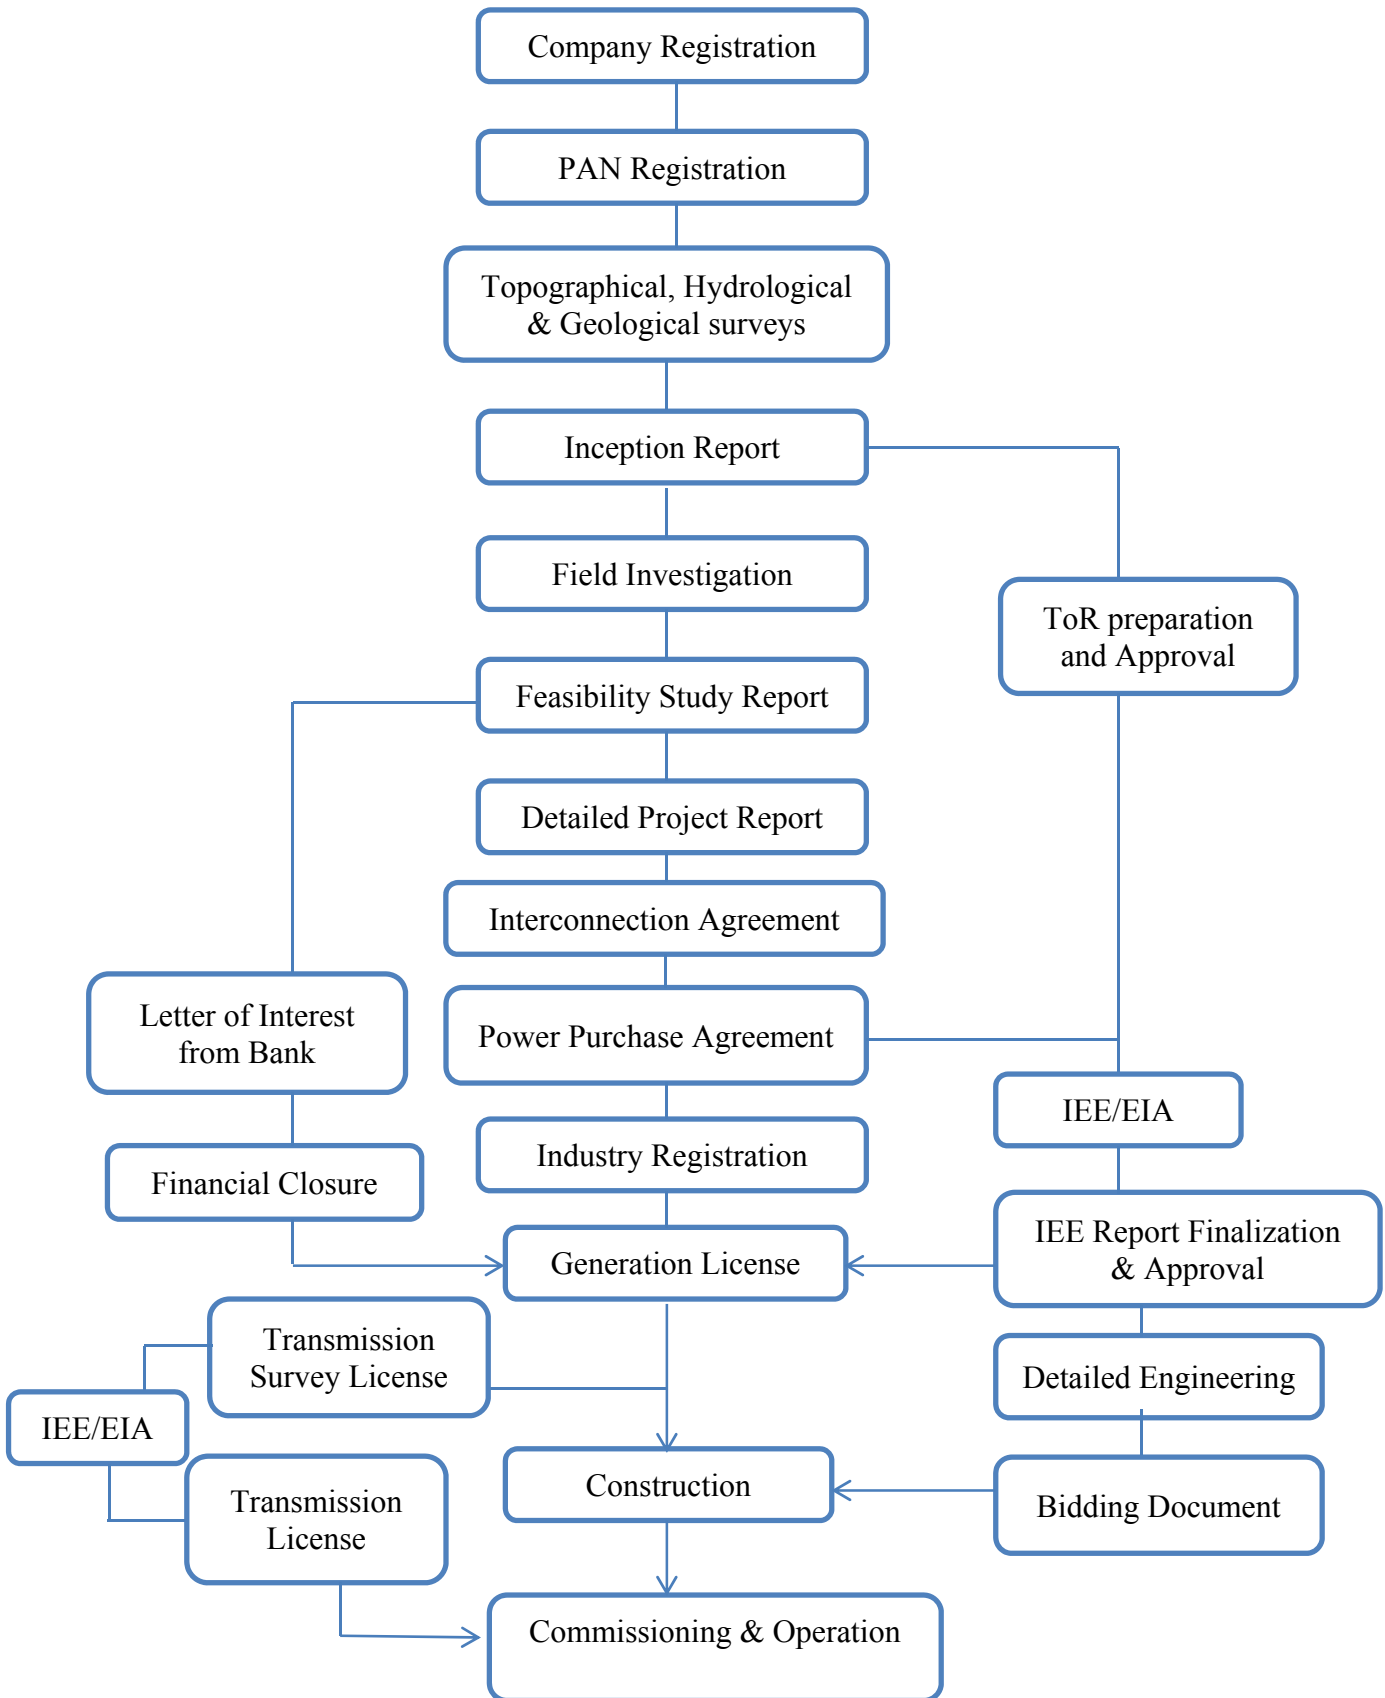 Company Registration
PAN Registration
Topographical, Hydrological
& Geological surveys
Inception Report
Field Investigation
ToR preparation
and Approval
Feasibility Study Report
Detailed Project Report
Interconnection Agreement
Letter of Interest
from Bank
Power Purchase Agreement
IEE/EIA
Industry Registration
Financial Closure
IEE Report Finalization
& Approval
Generation License
Transmission
Survey License
Detailed Engineering
IEE/EIA
Construction
Transmission
License
Bidding Document
Commissioning & Operation